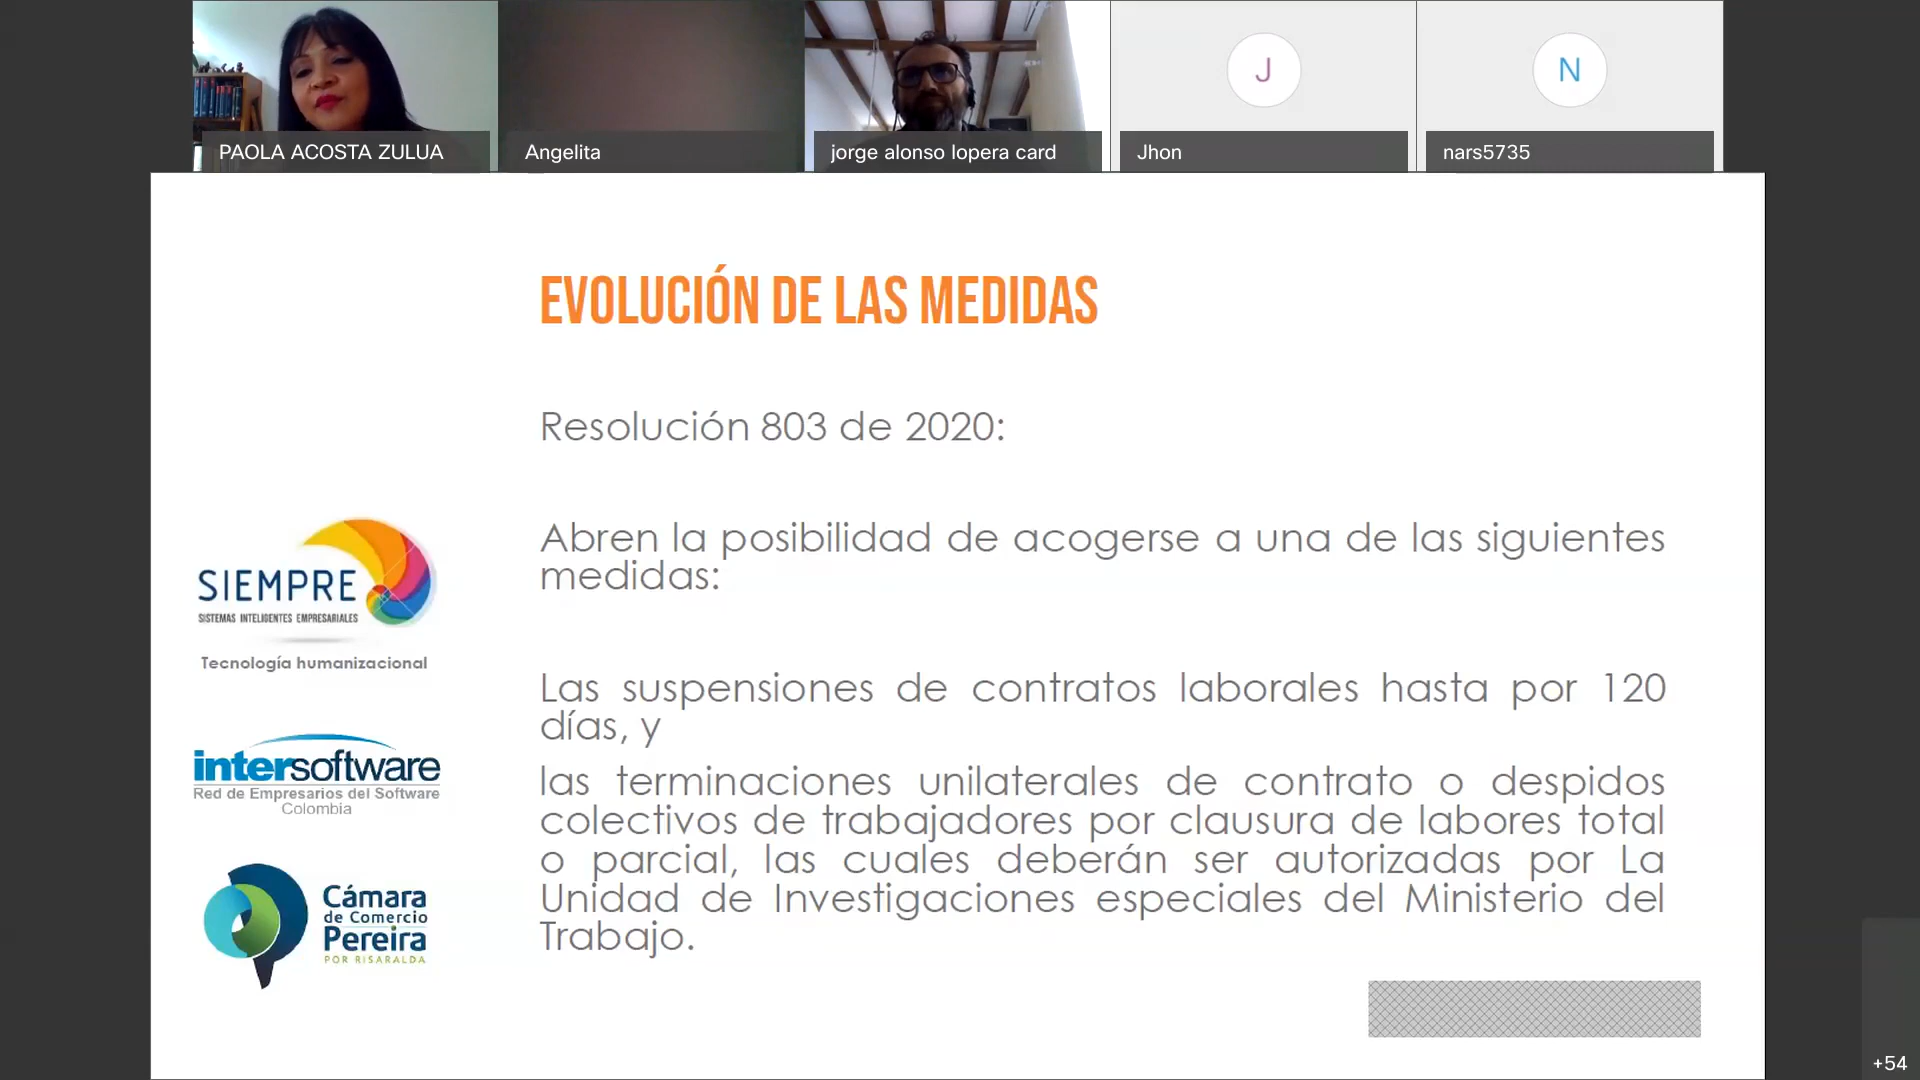 PAOLA ACOSTA ZULUA
Angelita
jorge alonso lopera card
J
Jhon
N
nars5735
EVOLUCIÓN DE LAS MEDIDAS
Resolución 803 de 2020:
Abren la posibilidad de acogerse a una de las siguientes
medidas:
Las suspensiones de contratos laborales hasta por 120
días, y
las terminaciones unilaterales de contrato o despidos
colectivos de trabajadores por clausura de labores total
o parcial, las cuales deberán ser autorizadas por La
Unidad de Investigaciones especiales del Ministerio del
Trabajo.
SIEMPRE
SISTEMAS INTELIGENTES EMPRESARIALES
Tecnología humanizacional
intersoftware
Red de Empresarios del Software
Colombia
Cámara
de Comercio
Pereira
POR RISARALDA
+54